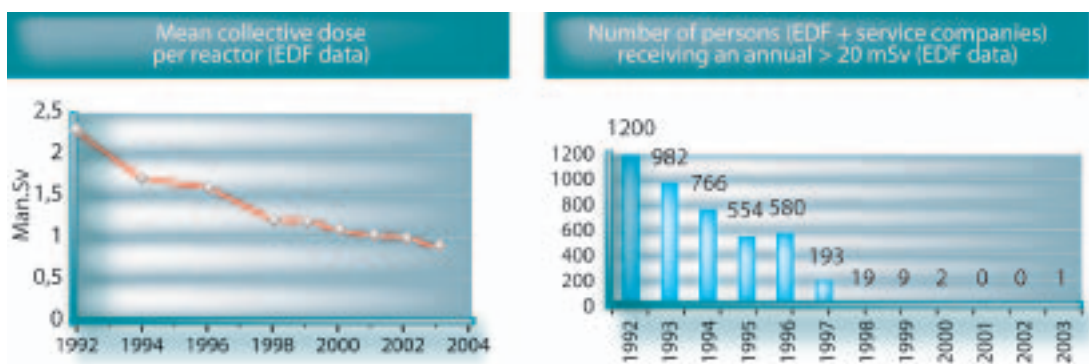 Mean collective dose
per reactor (EDF data)
Man.Sv
2,5
2
1,5
1
0,5
0
1992 1994 1996 1998 2000 2002 2004
Number of persons (EDF + service companies)
receiving an annual > 20 mSv (EDF data)
1200
1000
800
600
400
200
0
1200 982 766 554 580 193 19 9 2 0 0 1
1992 1993 1994 1995 1996 1997 1998 1999 2000 2001 2002 2003